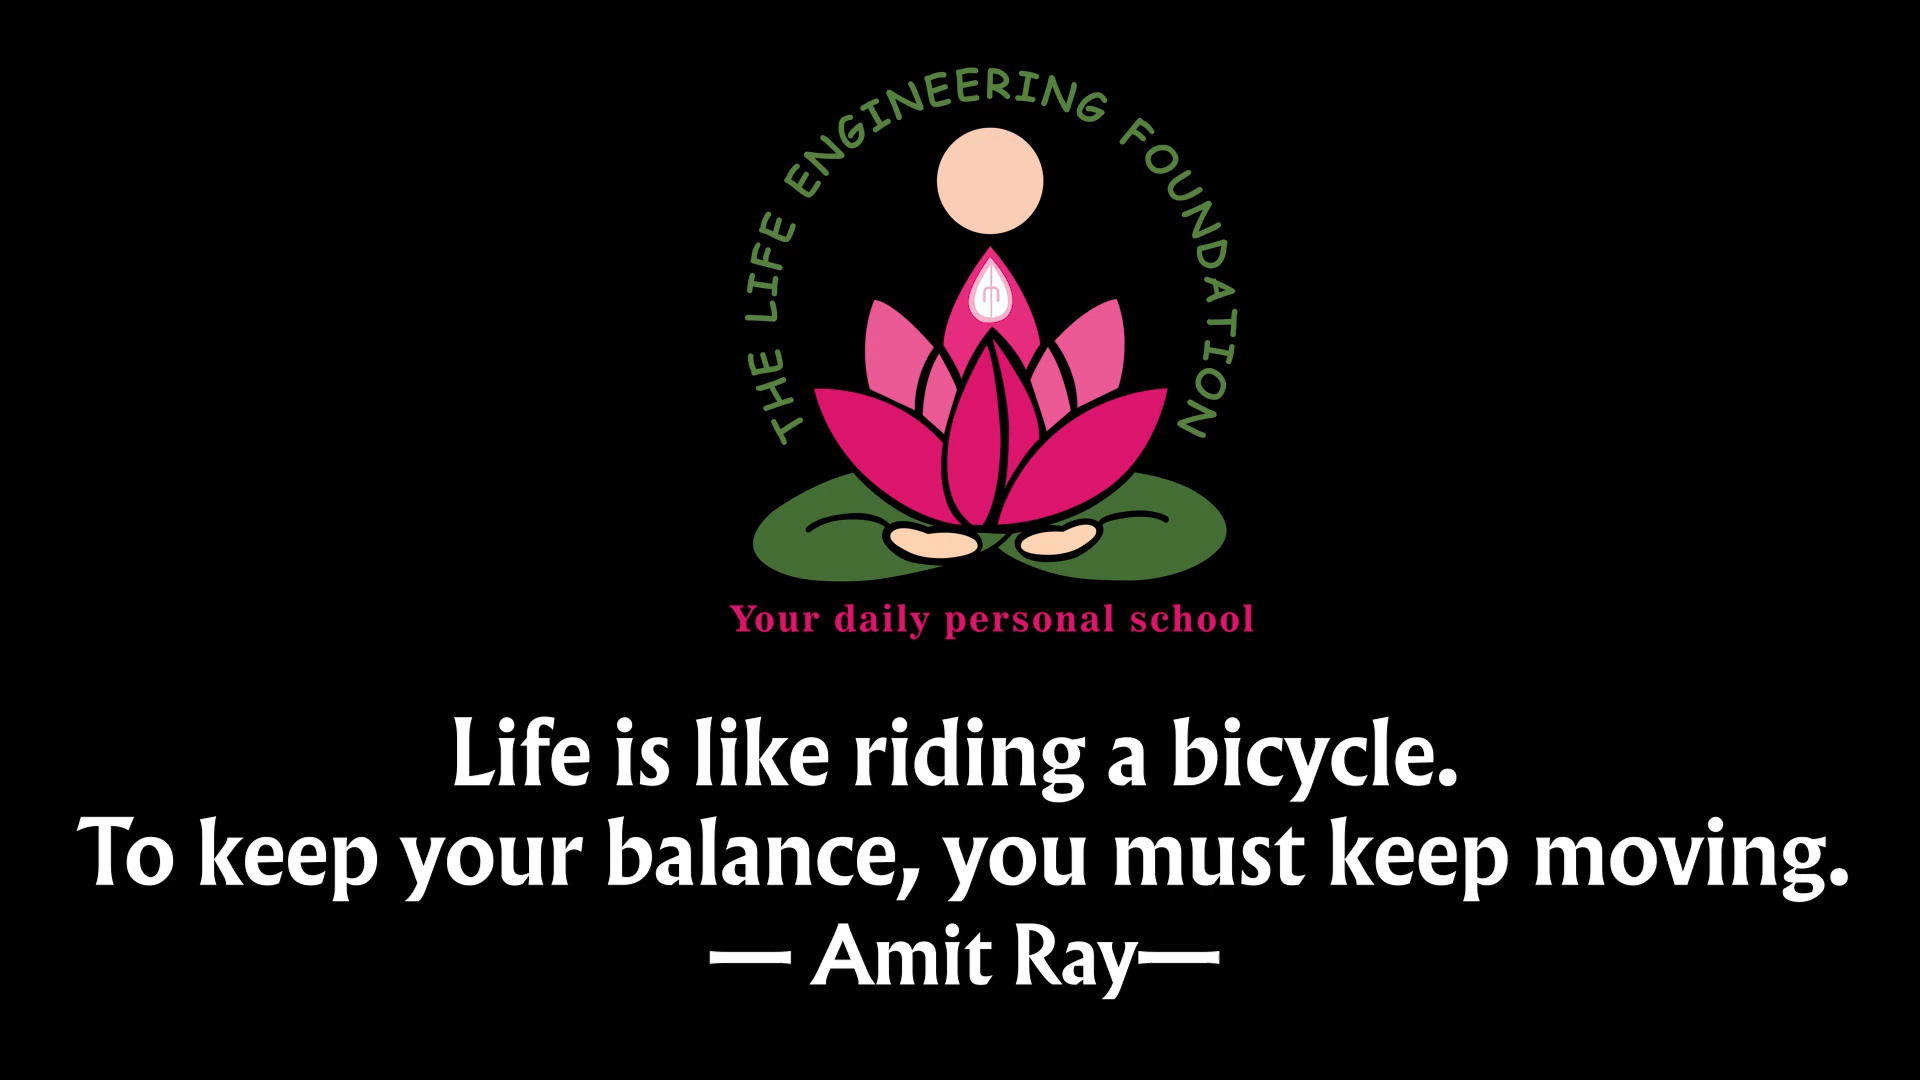 THE LIFE ENGINEERING FOUNDATION
Your daily personal school
Life is like riding a bicycle.
To keep your balance, you must keep moving.
— Amit Ray—